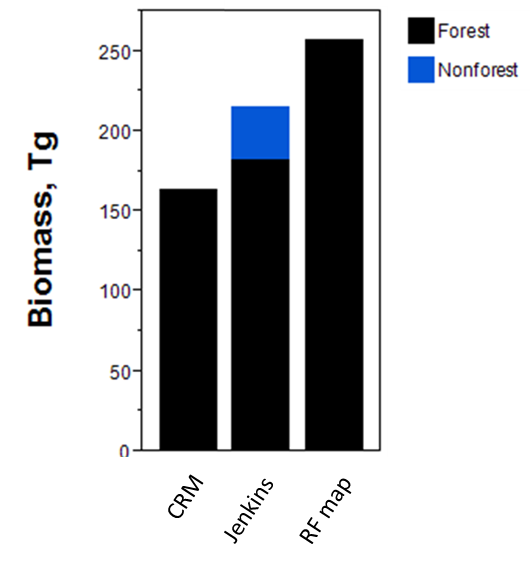 Forest
Nonforest
Biomass, Tg
250
200
150
100
50
0
CRM
Jenkins
RF map